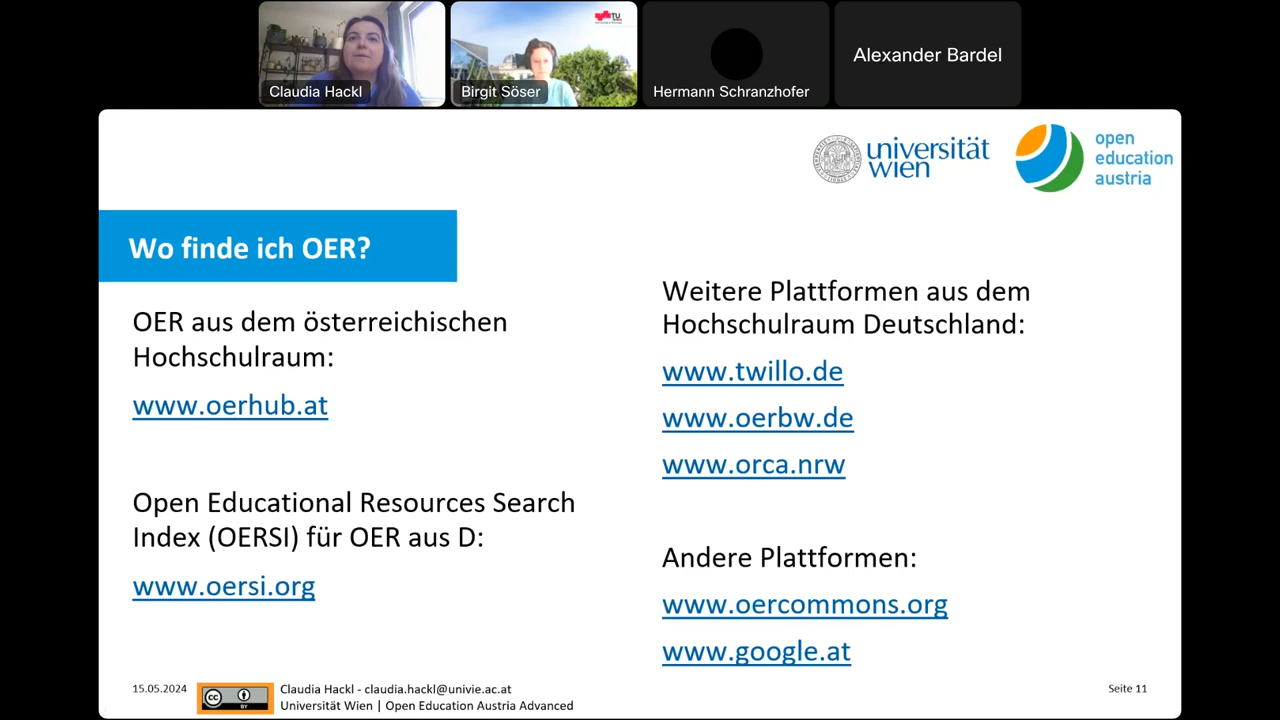 TU
Claudia Hackl
Birgit Söser
Hermann Schranzhofer
Alexander Bardel
universität
wien
open
education
austria
Wo finde ich OER?
OER aus dem österreichischen
Hochschulraum:
www.oerhub.at
Open Educational Resources Search
Index (OERSI) für OER aus D:
www.oersi.org
Weitere Plattformen aus dem
Hochschulraum Deutschland:
www.twillo.de
www.oerbw.de
www.orca.nrw
Andere Plattformen:
www.oercommons.org
www.google.at
15.05.2024
cc
BY
Claudia Hackl - claudia.hackl@univie.ac.at
Universität Wien | Open Education Austria Advanced
Seite 11